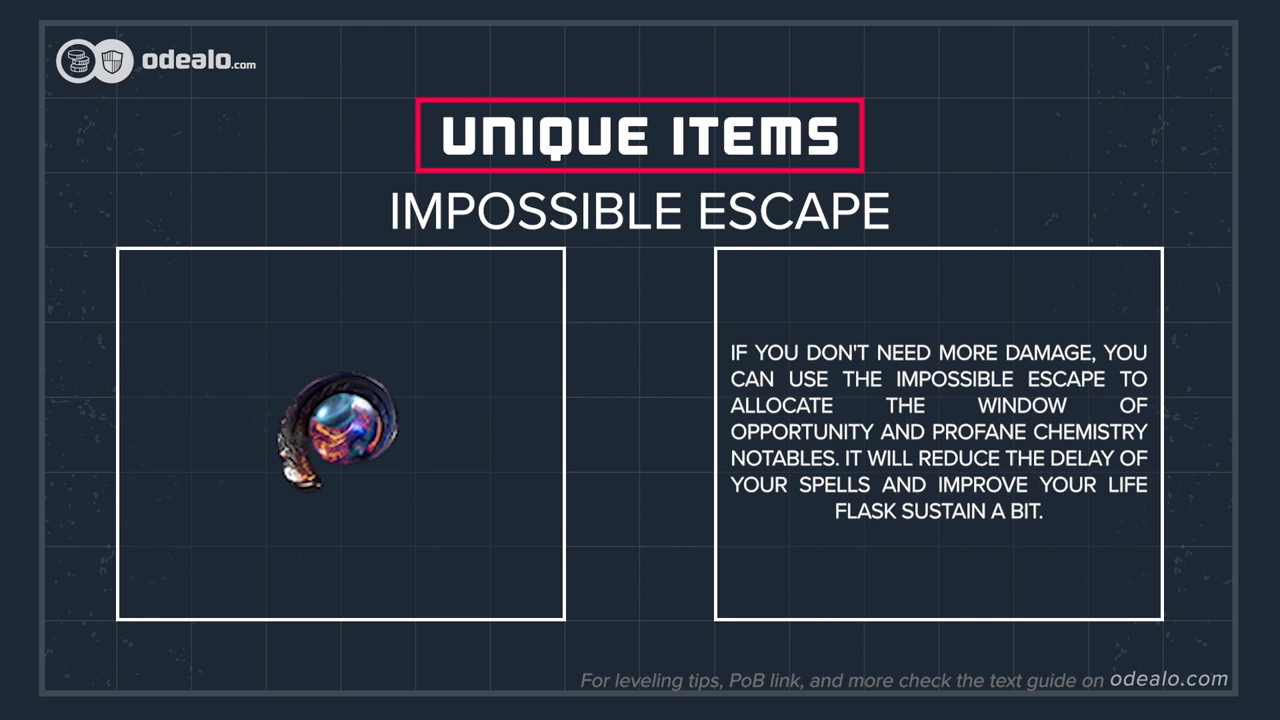 odealo.com
UNIQUE ITEMS
IMPOSSIBLE ESCAPE
IF YOU DON'T NEED MORE DAMAGE, YOU
CAN USE THE IMPOSSIBLE ESCAPE TO
ALLOCATE THE WINDOW OF
OPPORTUNITY AND PROFANE CHEMISTRY
NOTABLES. IT WILL REDUCE THE DELAY OF
YOUR SPELLS AND IMPROVE YOUR LIFE
FLASK SUSTAIN A BIT.
For leveling tips, PoB link, and more check the text guide on odealo.com